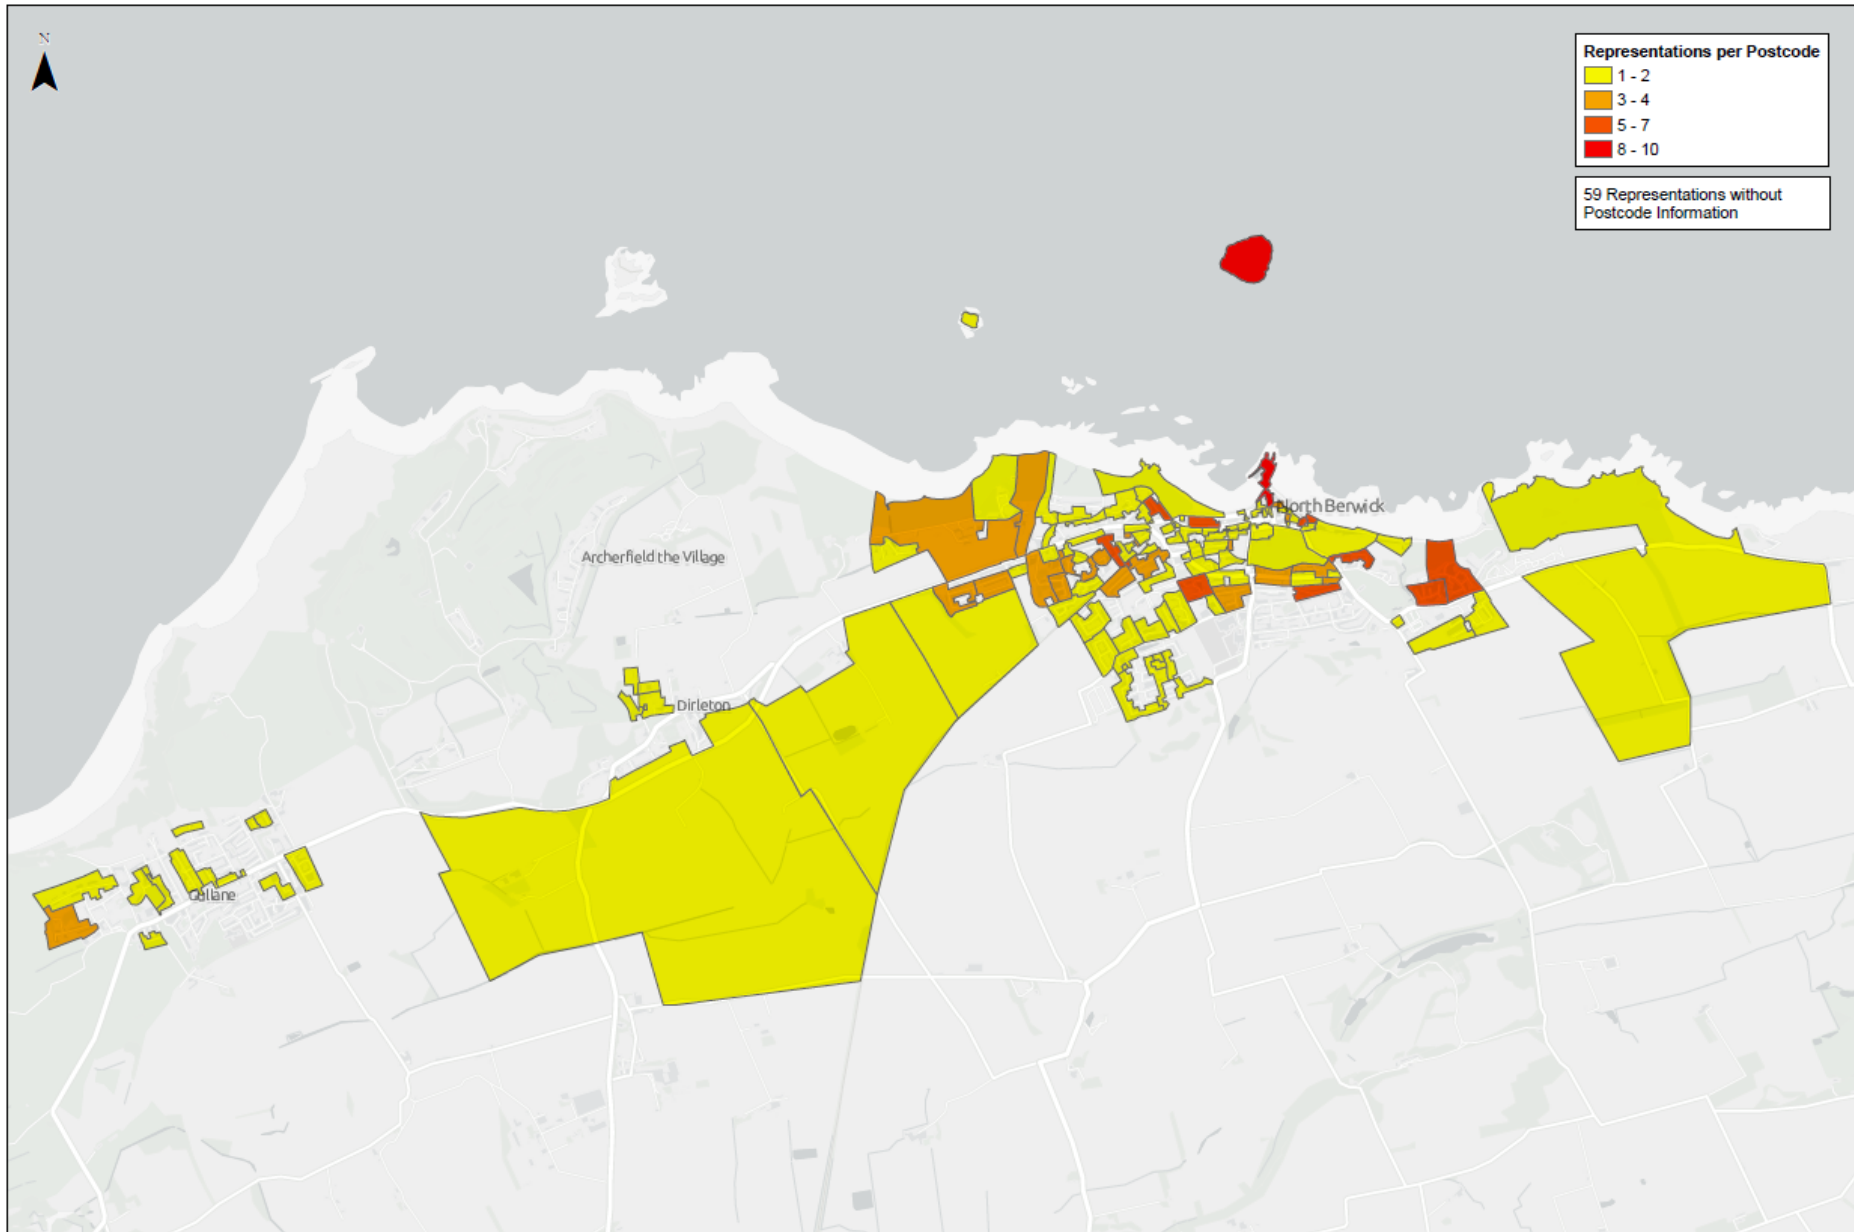 N
Representations per Postcode
1 - 2
3 - 4
5 - 7
8 - 10
59 Representations without
Postcode Information
North Berwick
Archerfield the Village
Dirleton
Gullane